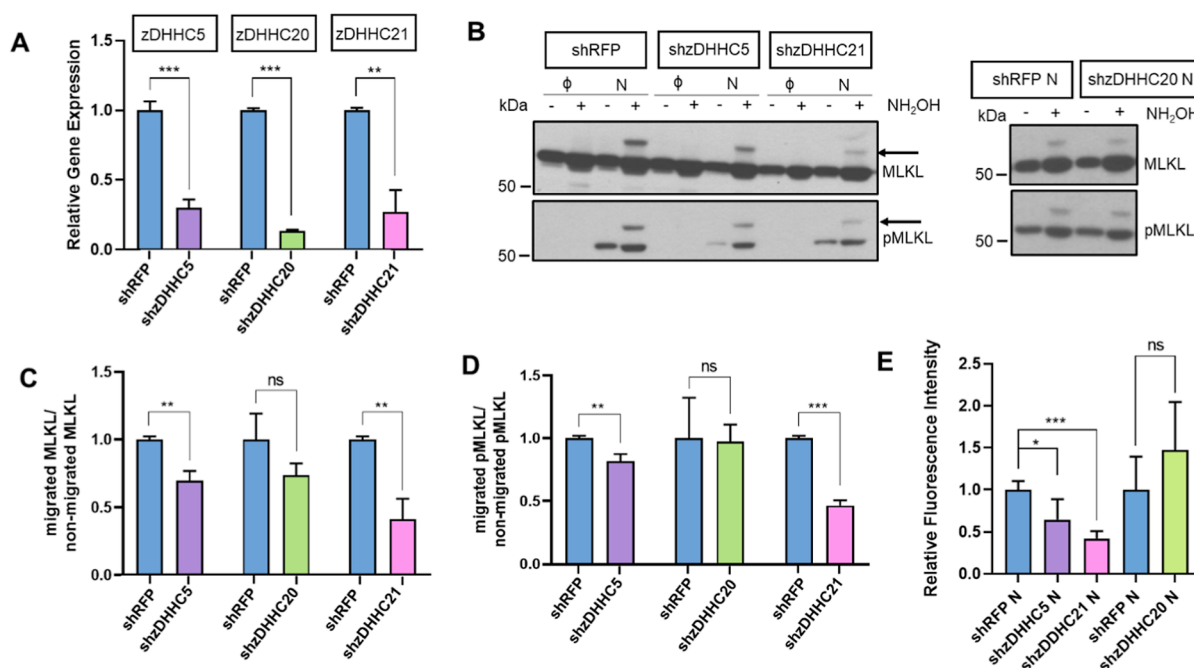 A
zDHHC5 zDHHC20 zDHHC21
Relative Gene Expression
1.5
1.0
0.5
0.0
*** *** **
shRFP shzDHHC5 shRFP shzDHHC20 shRFP shzDHHC21
B
shRFP shzDHHC5 shzDHHC21
ϕ N ϕ N ϕ N
kDa - + - + - + - + - + - + NH2OH
MLKL
50
pMLKL
50
shRFP N shzDHHC20 N
kDa - + - + NH2OH
MLKL
50
pMLKL
50
C
migrated MLKL/
non-migrated MLKL
1.5
1.0
0.5
0.0
** ns **
shRFP shzDHHC5 shRFP shzDHHC20 shRFP shzDHHC21
D
migrated pMLKL/
non-migrated pMLKL
1.5
1.0
0.5
0.0
** ns ***
shRFP shzDHHC5 shRFP shzDHHC20 shRFP shzDHHC21
E
Relative Fluorescence Intensity
2.5
2.0
1.5
1.0
0.5
0.0
ns
***
*
shRFP N shzDHHC5 N shzDDHC21 N shRFP N shzDHHC20 N